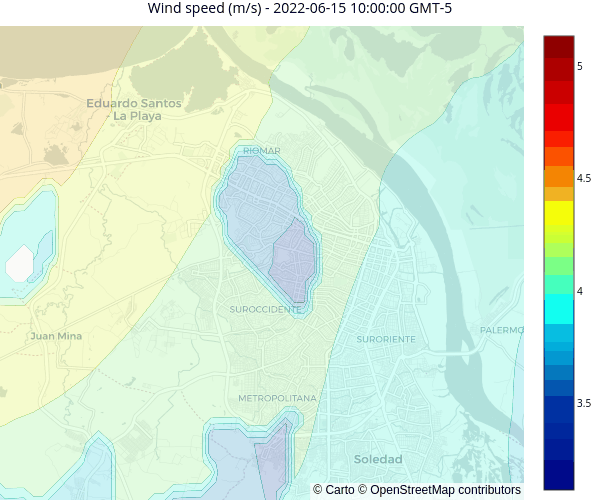 Wind speed (m/s) - 2022-06-15 10:00:00 GMT-5
5
Eduardo Santos
La Playa
RIOMAR
4.5
4
SUROCCIDENTE
PALERMO
Juan Mina
SURORIENTE
METROPOLITANA
3.5
Soledad
© Carto © OpenStreetMap contributors